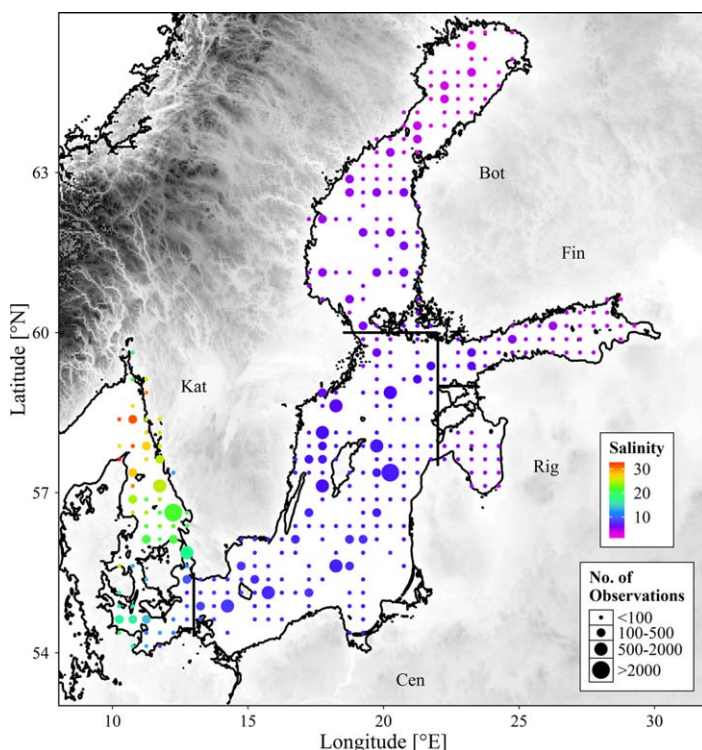 63
Bot
Fin
60
Latitude [°N]
Kat
Salinity
30
20
10
Rig
57
No. of
Observations
<100
100-500
500-2000
>2000
54
Cen
10
15
20
25
30
Longitude [°E]